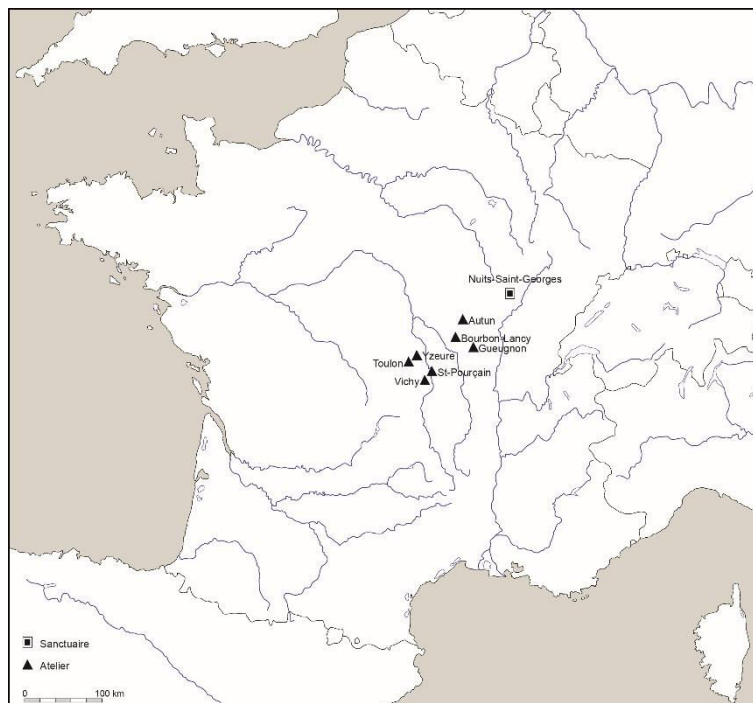 Nuits-Saint-Georges
Autun
Bourbon-Lancy
Gueugnon
Yzeure
Toulon
St-Pourçain
Vichy
Sanctuaire
Atelier
0 100 km